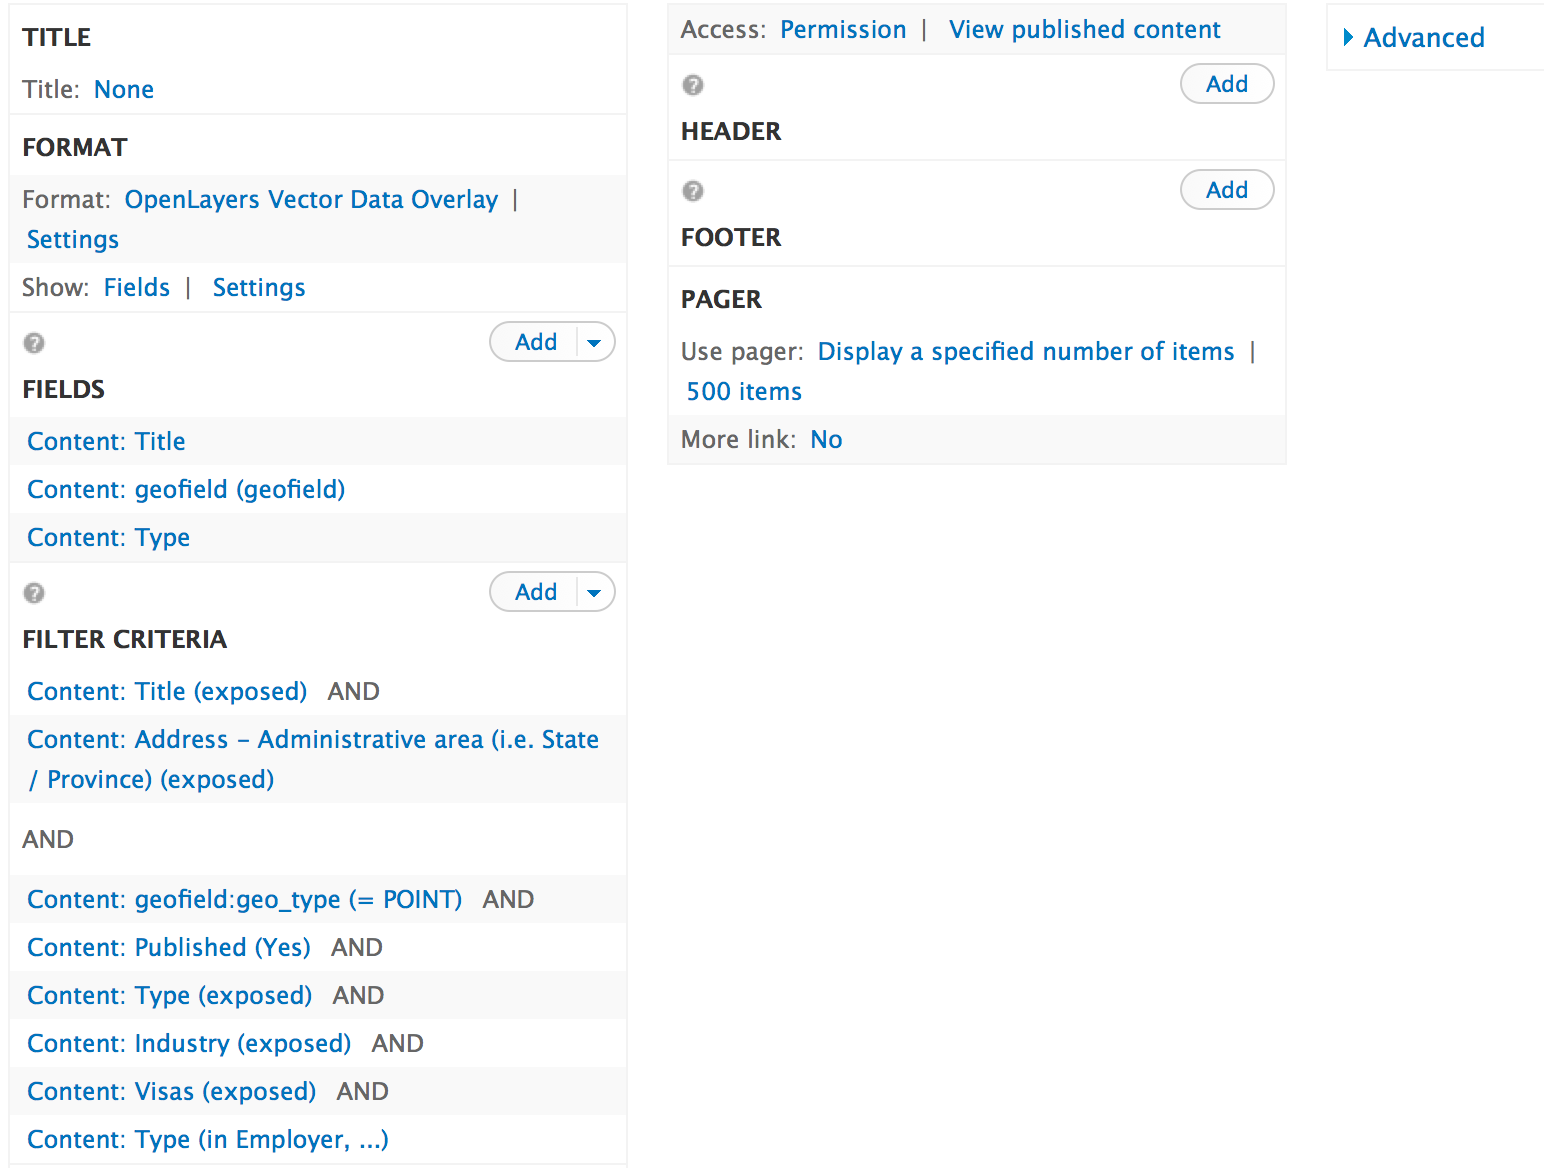 TITLE
Title: None
FORMAT
Format: OpenLayers Vector Data Overlay |
Settings
Show: Fields | Settings
? Add
FIELDS
Content: Title
Content: geofield (geofield)
Content: Type
? Add
FILTER CRITERIA
Content: Title (exposed) AND
Content: Address – Administrative area (i.e. State
/ Province) (exposed)
AND
Content: geofield:geo_type (= POINT) AND
Content: Published (Yes) AND
Content: Type (exposed) AND
Content: Industry (exposed) AND
Content: Visas (exposed) AND
Content: Type (in Employer, ...)
Access: Permission | View published content
? Add
HEADER
? Add
FOOTER
PAGER
Use pager: Display a specified number of items |
500 items
More link: No
Advanced